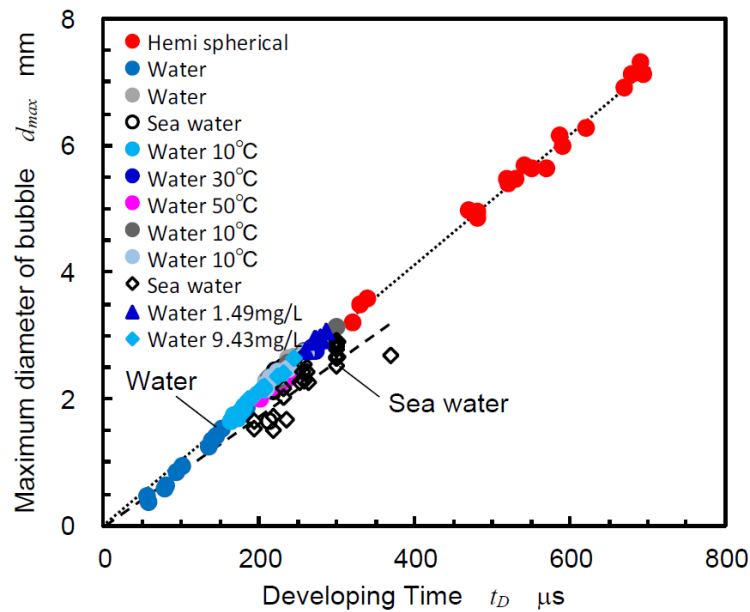 Maximum diameter of bubble d_max mm
8
6
4
2
0
Hemi spherical
Water
Water
Sea water
Water 10℃
Water 30℃
Water 50℃
Water 10℃
Water 10℃
Sea water
Water 1.49mg/L
Water 9.43mg/L
Water
Sea water
0 200 400 600 800
Developing Time t_D μs